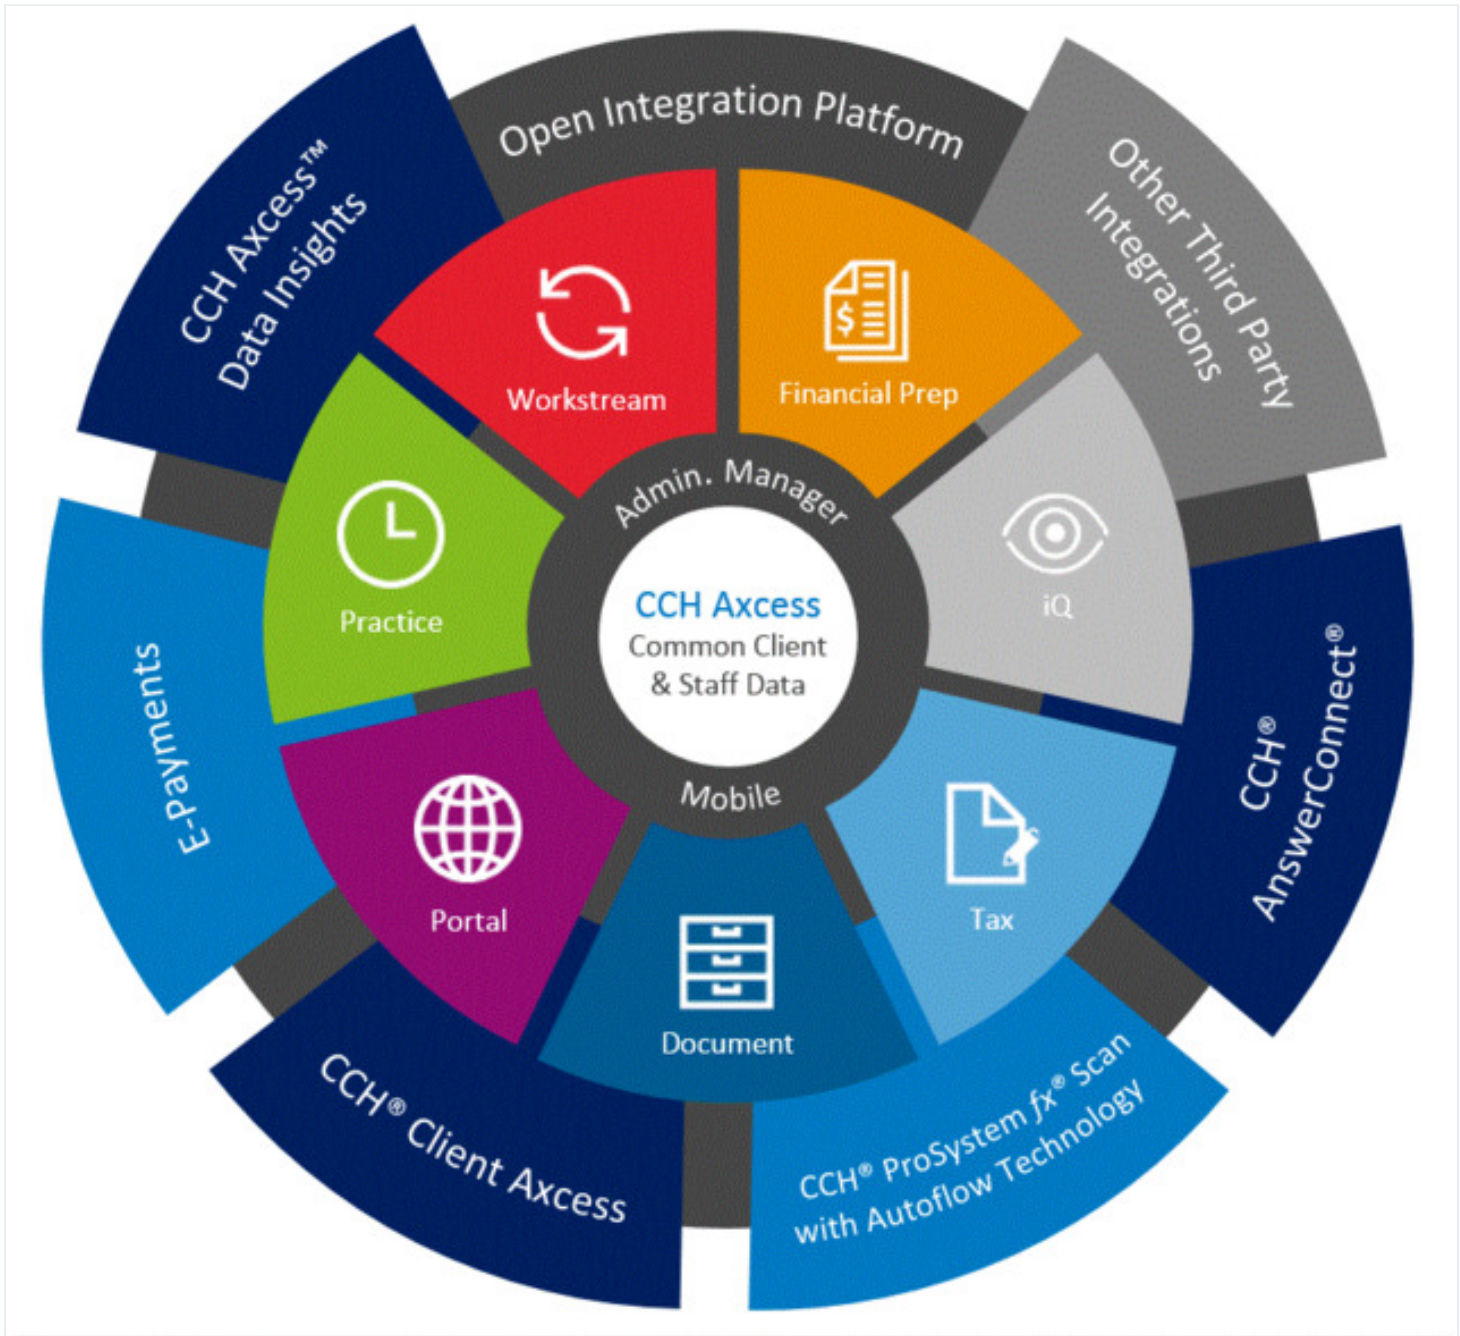 Open Integration Platform
CCH Axcess™
Data Insights
Other Third Party
Integrations
Workstream
Financial Prep
Practice
iQ
Admin. Manager
CCH Axcess
Common Client
& Staff Data
Mobile
E-Payments
CCH®
AnswerConnect®
Portal
Tax
Document
CCH® Client Axcess
CCH® ProSystem fx® Scan
with Autoflow Technology
$